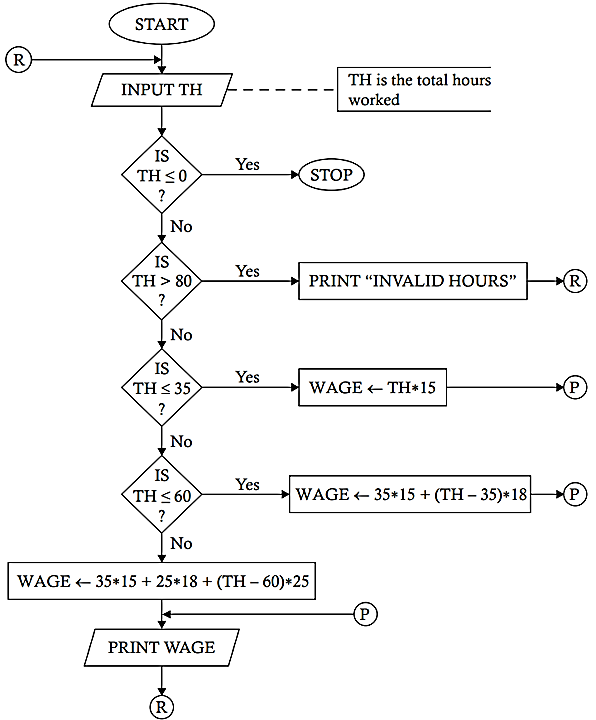 START
R
INPUT TH
TH is the total hours
worked
IS
TH ≤ 0
?
Yes
STOP
No
IS
TH > 80
?
Yes
PRINT “INVALID HOURS”
R
No
IS
TH ≤ 35
?
Yes
WAGE ← TH∗15
P
No
IS
TH ≤ 60
?
Yes
WAGE ← 35∗15 + (TH – 35)∗18
P
No
WAGE ← 35∗15 + 25∗18 + (TH – 60)∗25
P
PRINT WAGE
R